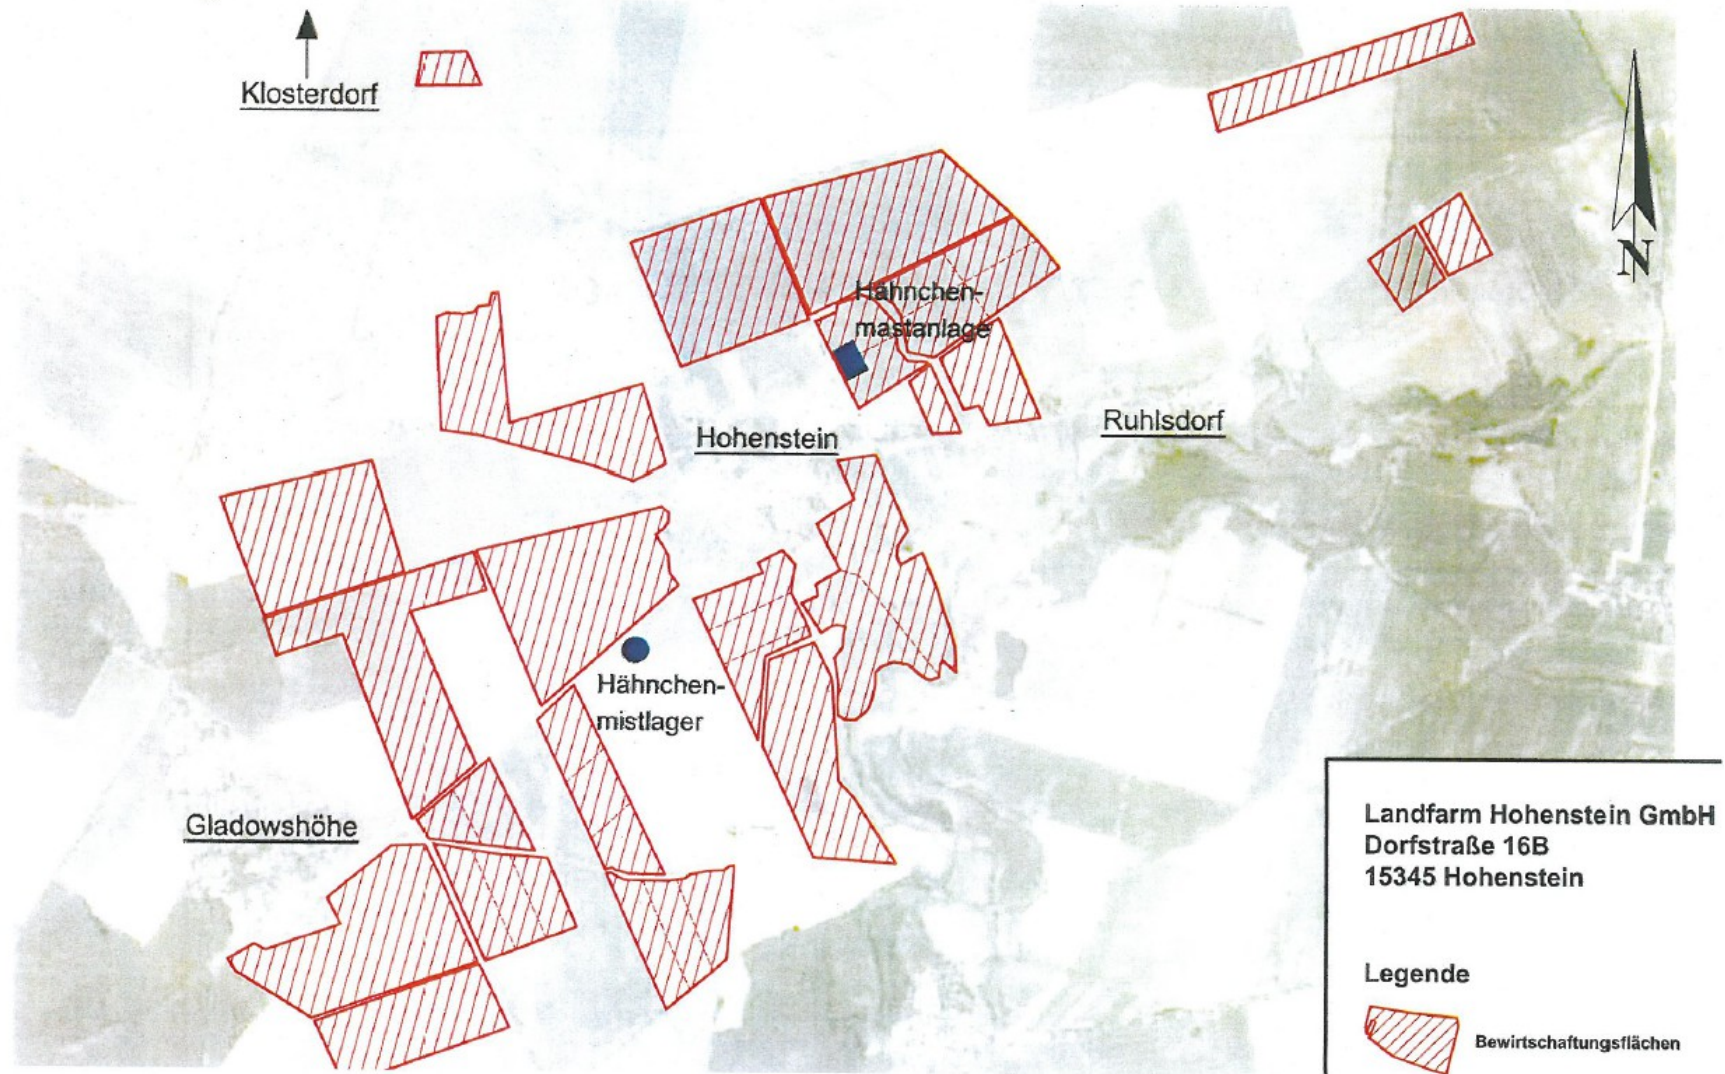 Klosterdorf
N
Hähnchen-
mastanlage
Ruhlsdorf
Hohenstein
Hähnchen-
mistlager
Gladowshöhe
Landfarm Hohenstein GmbH
Dorfstraße 16B
15345 Hohenstein
Legende
Bewirtschaftungsflächen